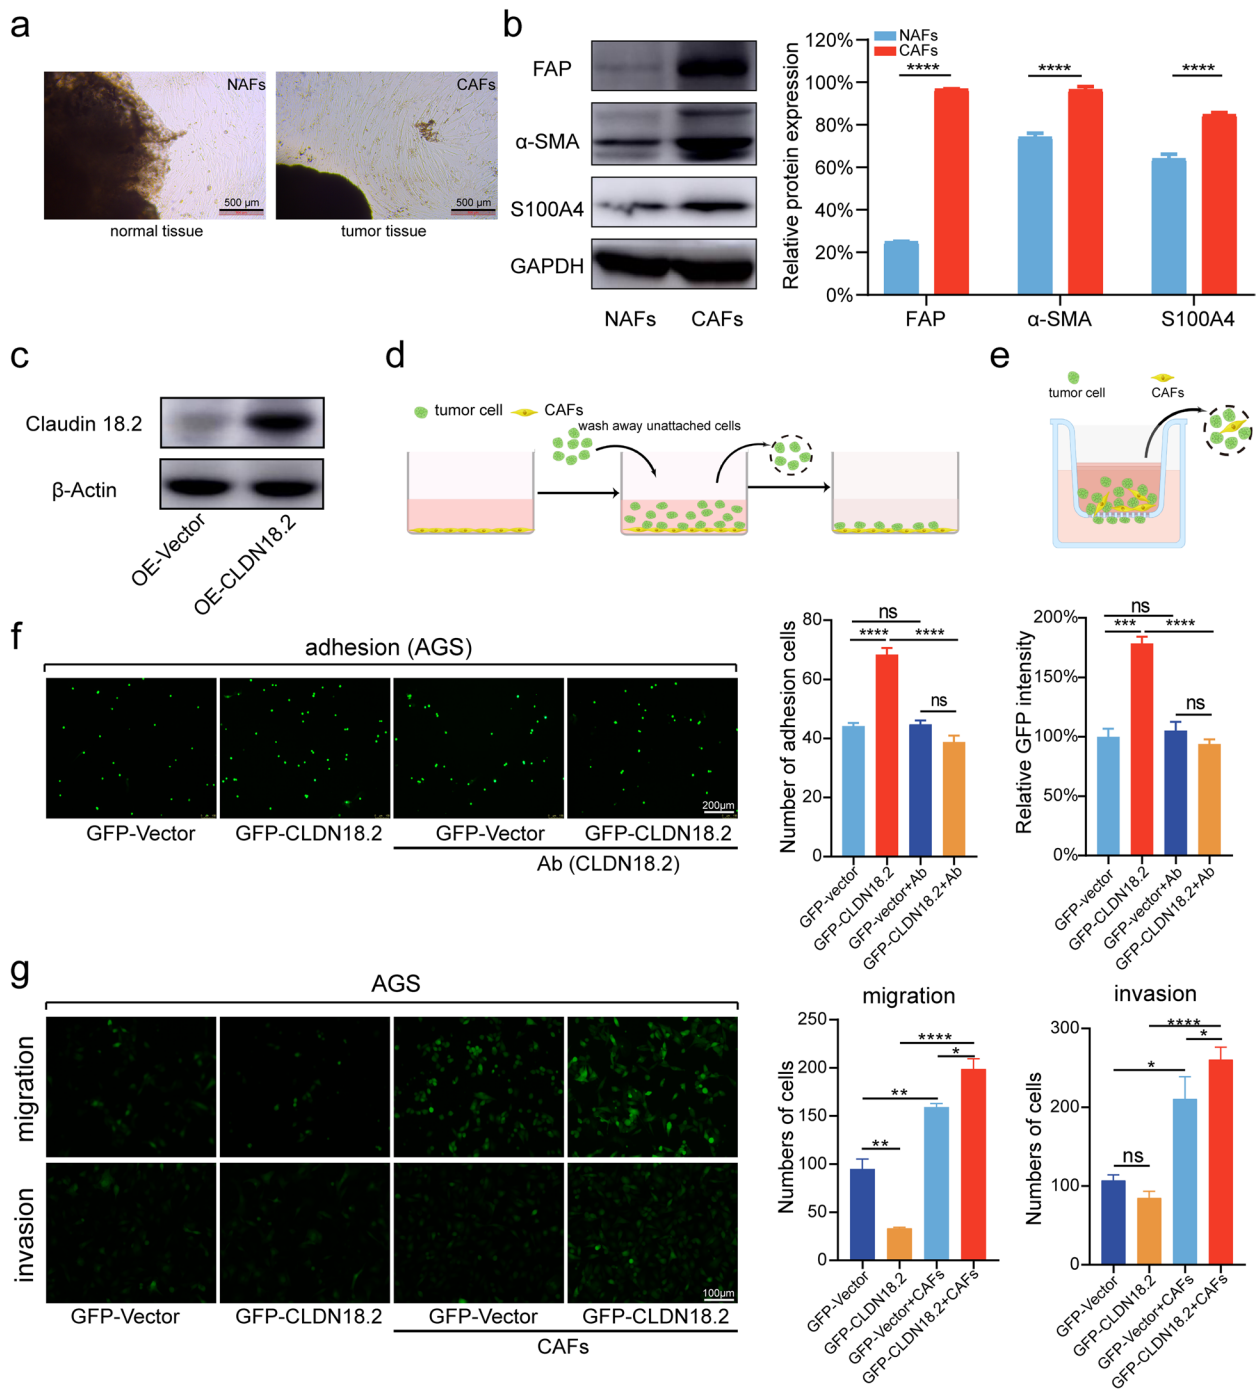 a
NAFs
CAFs
500 μm
500 μm
normal tissue
tumor tissue
b
FAP
α-SMA
S100A4
GAPDH
NAFs
CAFs
NAFs
CAFs
Relative protein expression
120%
100%
80%
60%
40%
20%
0%
****
****
****
FAP
α-SMA
S100A4
c
Claudin 18.2
β-Actin
OE-Vector
OE-CLDN18.2
d
tumor cell
CAFs
wash away unattached cells
e
tumor cell
CAFs
f
adhesion (AGS)
200μm
GFP-Vector
GFP-CLDN18.2
GFP-Vector
GFP-CLDN18.2
Ab (CLDN18.2)
Number of adhesion cells
80
60
40
20
0
ns
****
****
ns
GFP-vector
GFP-CLDN18.2
GFP-vector+Ab
GFP-CLDN18.2+Ab
Relative GFP intensity
200%
150%
100%
50%
0%
ns
***
****
ns
GFP-vector
GFP-CLDN18.2
GFP-vector+Ab
GFP-CLDN18.2+Ab
g
AGS
migration
invasion
100μm
GFP-Vector
GFP-CLDN18.2
GFP-Vector
GFP-CLDN18.2
CAFs
migration
Numbers of cells
250
200
150
100
50
0
****
*
**
**
GFP-Vector
GFP-CLDN18.2
GFP-Vector+CAFs
GFP-CLDN18.2+CAFs
invasion
Numbers of cells
300
200
100
0
****
*
*
ns
GFP-Vector
GFP-CLDN18.2
GFP-Vector+CAFs
GFP-CLDN18.2+CAFs